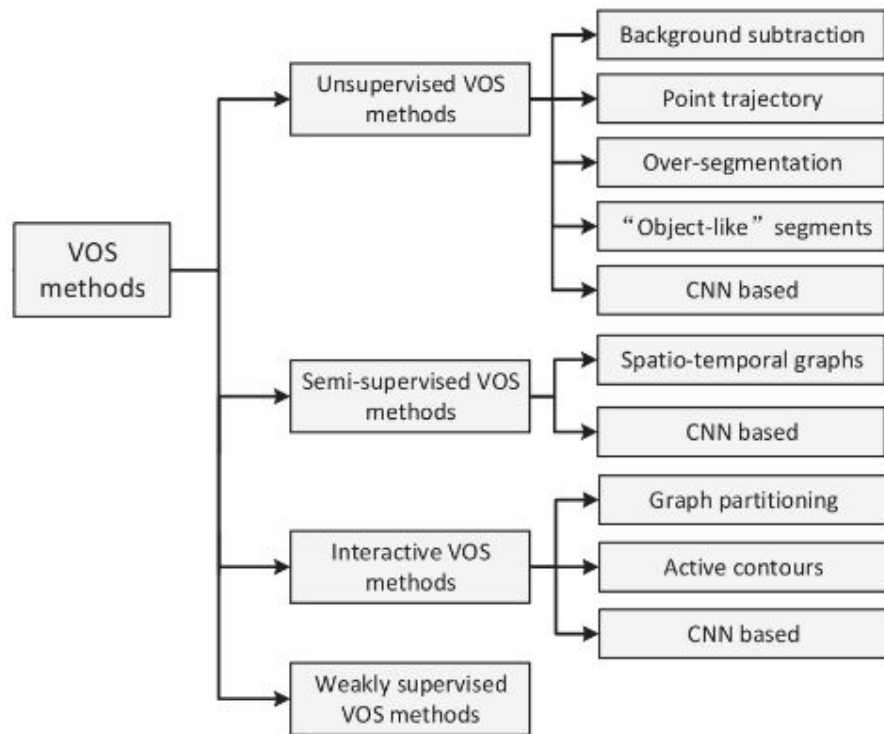 VOS
methods
Unsupervised VOS
methods
Background subtraction
Point trajectory
Over-segmentation
“Object-like” segments
CNN based
Semi-supervised VOS
methods
Spatio-temporal graphs
CNN based
Interactive VOS
methods
Graph partitioning
Active contours
CNN based
Weakly supervised
VOS methods